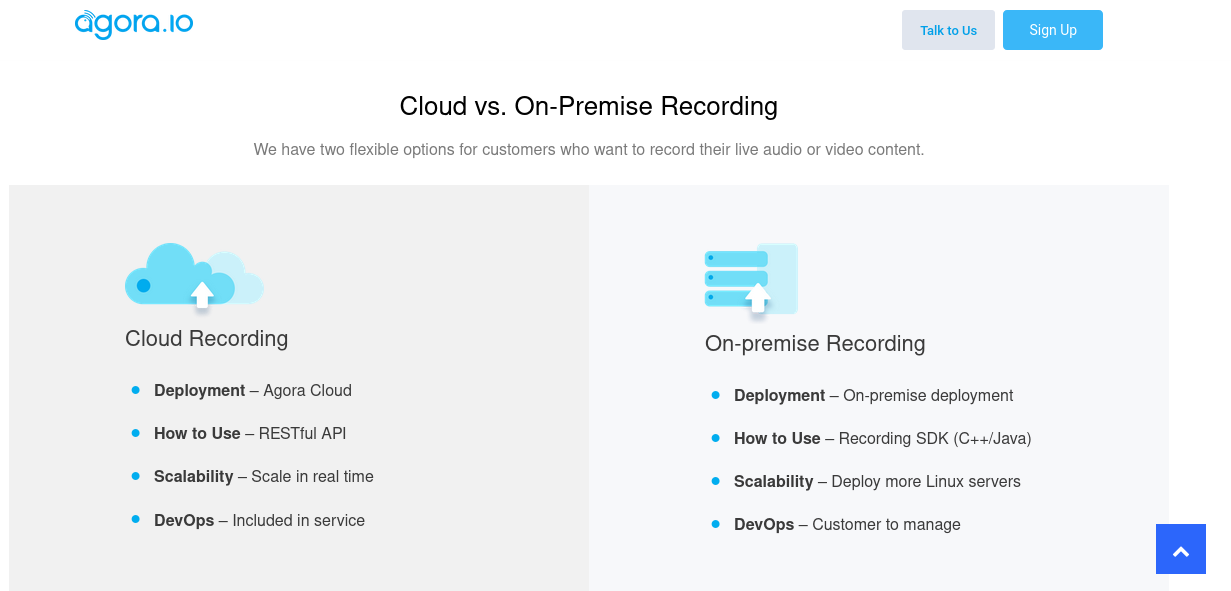 agora.io
Talk to Us
Sign Up
Cloud vs. On-Premise Recording
We have two flexible options for customers who want to record their live audio or video content.
Cloud Recording
Deployment – Agora Cloud
How to Use – RESTful API
Scalability – Scale in real time
DevOps – Included in service
On-premise Recording
Deployment – On-premise deployment
How to Use – Recording SDK (C++/Java)
Scalability – Deploy more Linux servers
DevOps – Customer to manage